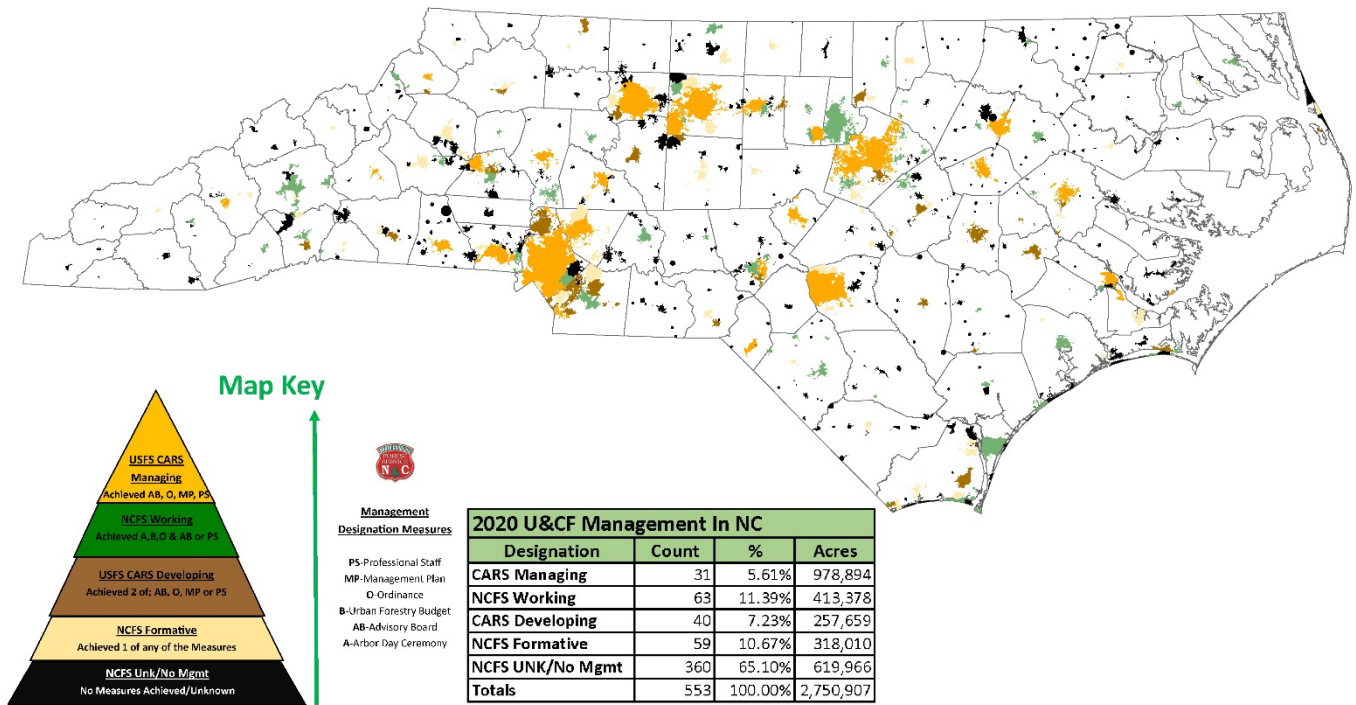 Map Key
USFS CARS
Managing
Achieved AB, O, MP, PS
NCFS Working
Achieved A,B,O & AB or PS
USFS CARS Developing
Achieved 2 of; AB, O, MP or PS
NCFS Formative
Achieved 1 of any of the Measures
NCFS Unk/No Mgmt
No Measures Achieved/Unknown
FOREST
SERVICE
N C
Management
Designation Measures
PS-Professional Staff
MP-Management Plan
O-Ordinance
B-Urban Forestry Budget
AB-Advisory Board
A-Arbor Day Ceremony
2020 U&CF Management In NC
Designation Count % Acres
CARS Managing 31 5.61% 978,894
NCFS Working 63 11.39% 413,378
CARS Developing 40 7.23% 257,659
NCFS Formative 59 10.67% 318,010
NCFS UNK/No Mgmt 360 65.10% 619,966
Totals 553 100.00% 2,750,907